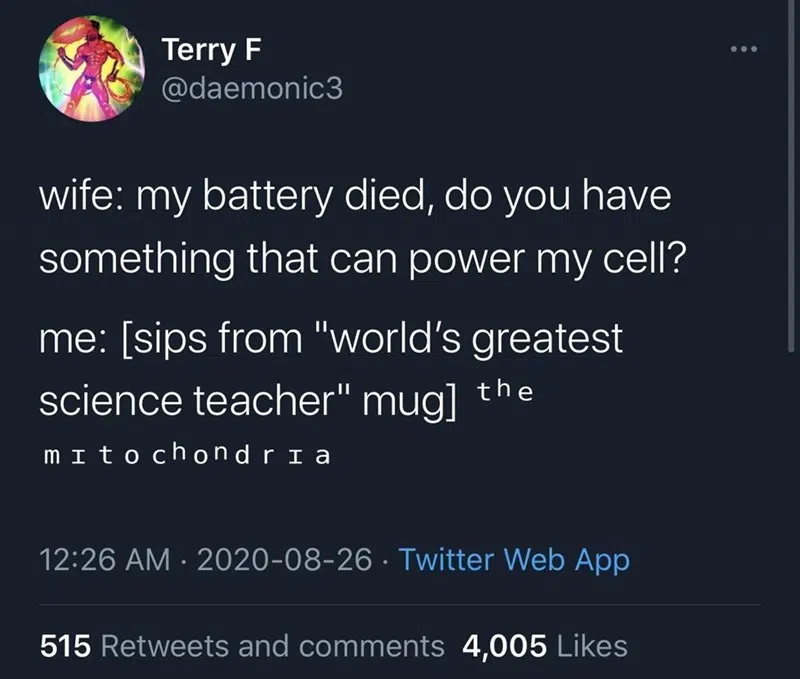 Terry F
@daemonic3
wife: my battery died, do you have
something that can power my cell?
me: [sips from "world’s greatest
science teacher" mug] ᵗʰᵉ
ᵐᶦᵗᵒᶜʰᵒⁿᵈʳᶦᵃ
12:26 AM · 2020-08-26 · Twitter Web App
515 Retweets and comments 4,005 Likes